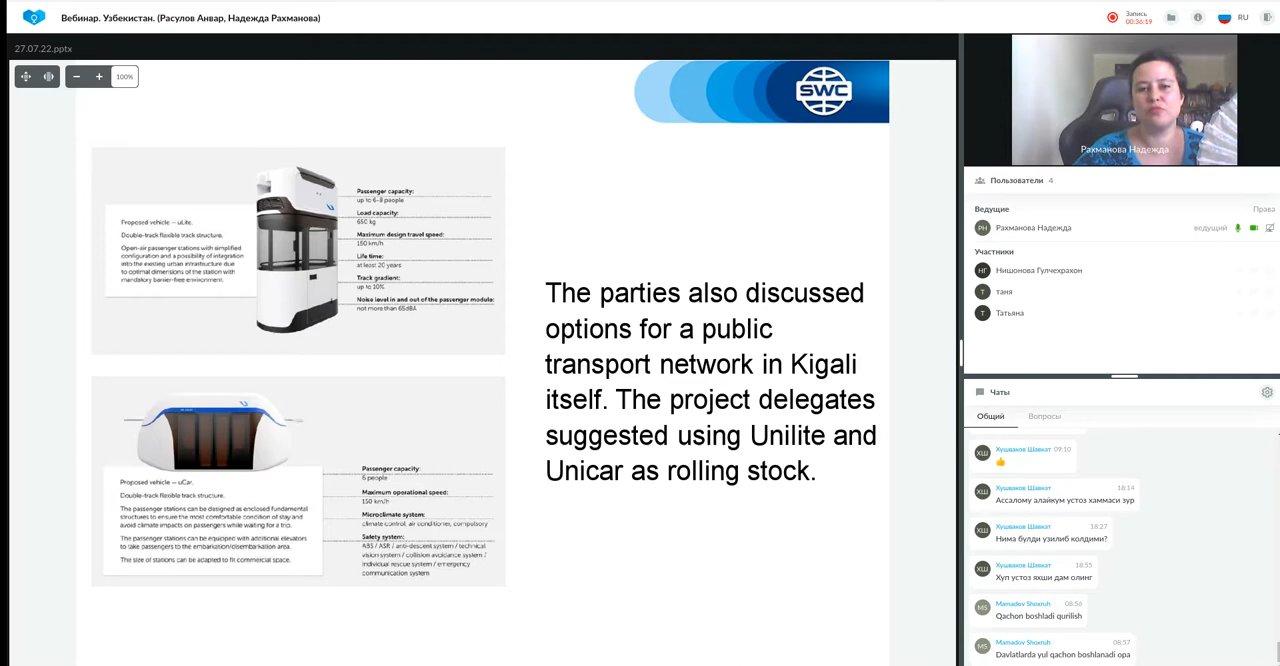 Вебинар. Узбекистан. (Расулов Анвар, Надежда Рахманова)
Запись
00:36:19
RU
27.07.22.pptx
100%
SWC
Proposed vehicle – uLite.
Double-track flexible track structure.
Open-air passenger stations with simplified
configuration and a possibility of integration
into the existing urban infrastructure due
to optimal dimensions of the station with
mandatory barrier-free environment.
Passenger capacity:
up to 6–8 people
Load capacity:
650 kg
Maximum design travel speed:
150 km/h
Life time:
at least 20 years
Track gradient:
up to 10%
Noise level in and out of the passenger module:
not more than 65dBA
The parties also discussed
options for a public
transport network in Kigali
itself. The project delegates
suggested using Unilite and
Unicar as rolling stock.
Proposed vehicle – uCar.
Double-track flexible track structure.
The passenger stations can be designed as enclosed fundamental
structures to ensure the most comfortable condition of stay and
avoid climate impacts on passengers while waiting for a trip.
The passenger stations can be equipped with additional elevators
to take passengers to the embarkation/disembarkation area.
The size of stations can be adapted to fit commercial space.
Passenger capacity:
6 people
Maximum operational speed:
150 km/h
Microclimate system:
climate control, air conditioner, compulsory
Safety system:
ABS / ASR / anti-descent system / technical
vision system / collision avoidance system /
individual rescue system / emergency
communication system
Рахманова Надежда
Пользователи 4
Ведущие Права
РН Рахманова Надежда ведущий
Участники
НГ Нишонова Гулчехрахон
Т таня
Т Татьяна
Чаты
Общий Вопросы
ХШ Хушваков Шавкат 09:10
ХШ Хушваков Шавкат 18:14
Ассалому алайкум устоз хаммаси зур
ХШ Хушваков Шавкат 18:27
Нима булди узилиб колдими?
ХШ Хушваков Шавкат 18:55
Хуп устоз яхши дам олинг
MS Mamadov Shoxruh 08:56
Qachon boshladi qurilish
MS Mamadov Shoxruh 08:57
Davlatlarda yul qachon boshlanadi opa